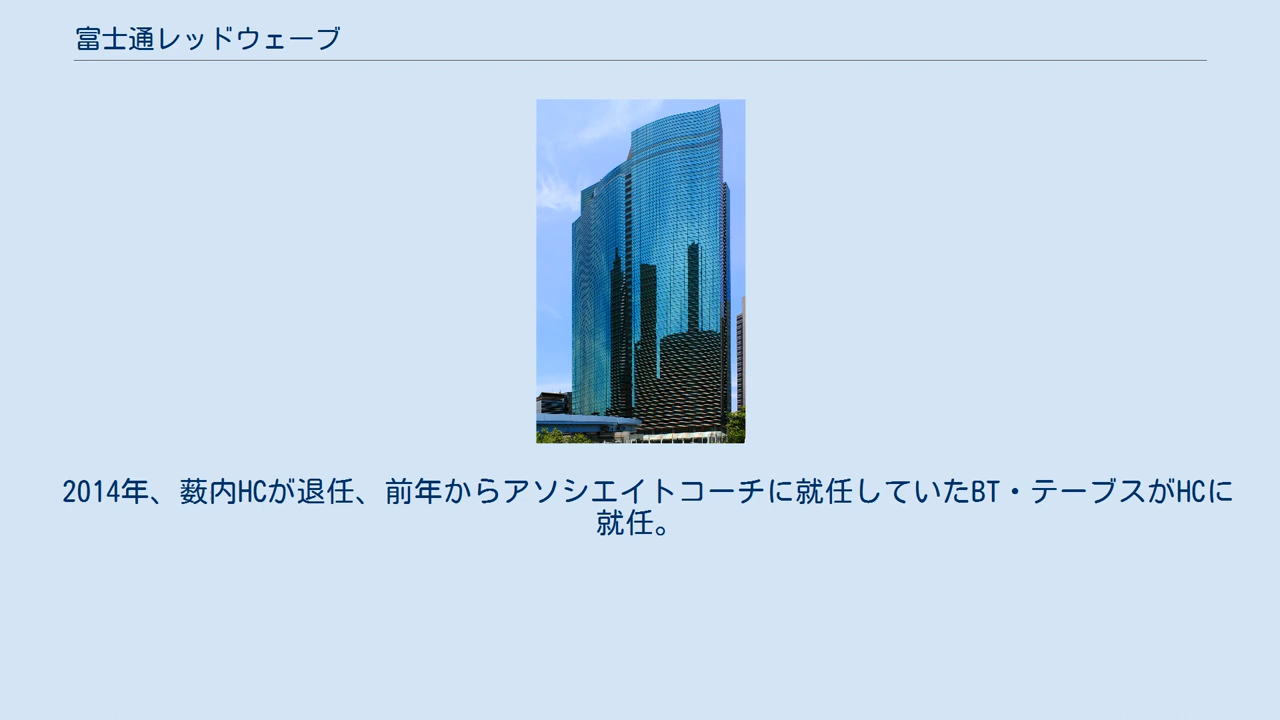 富士通レッドウェーブ
2014年、薮内HCが退任、前年からアソシエイトコーチに就任していたBT・テーブスがHCに
就任。